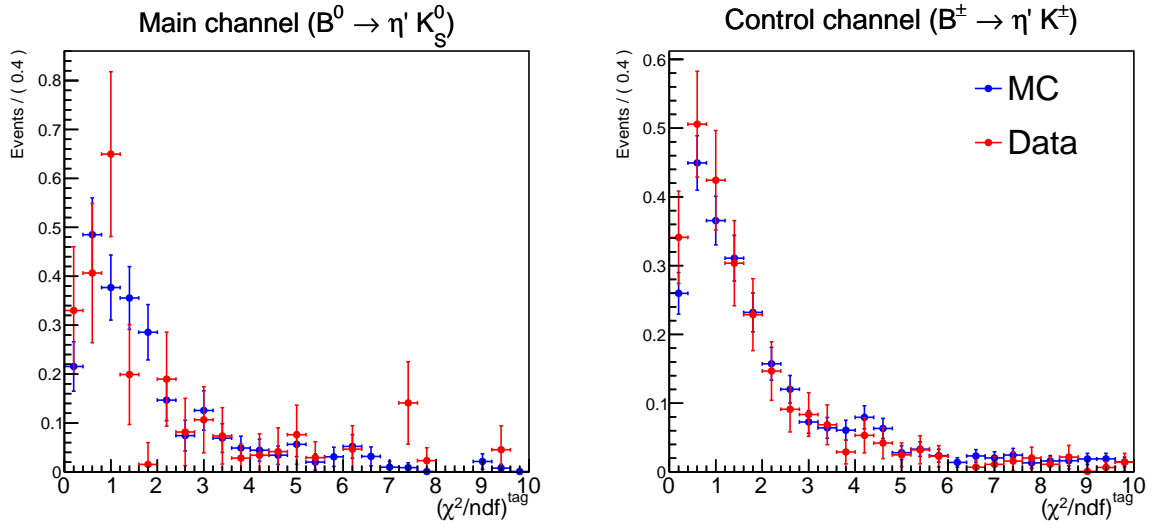 Main channel (B⁰ → η' K⁰_S)
Events / ( 0.4 )
0.8
0.7
0.6
0.5
0.4
0.3
0.2
0.1
0
0 1 2 3 4 5 6 7 8 9 10
(χ²/ndf)^tag
Control channel (B± → η' K±)
Events / ( 0.4 )
0.6
0.5
0.4
0.3
0.2
0.1
0
0 1 2 3 4 5 6 7 8 9 10
(χ²/ndf)^tag
MC
Data